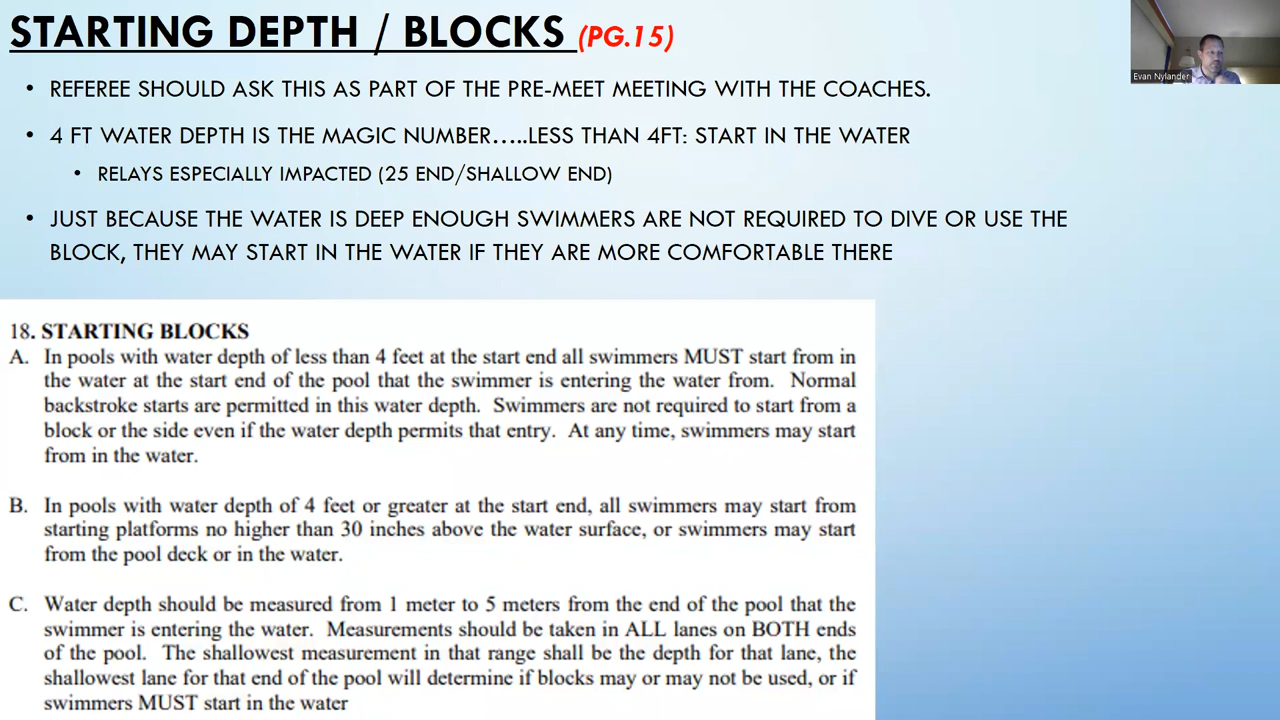 STARTING DEPTH / BLOCKS (PG.15)
Evan Nylander
• REFEREE SHOULD ASK THIS AS PART OF THE PRE-MEET MEETING WITH THE COACHES.
• 4 FT WATER DEPTH IS THE MAGIC NUMBER.....LESS THAN 4FT: START IN THE WATER
• RELAYS ESPECIALLY IMPACTED (25 END/SHALLOW END)
• JUST BECAUSE THE WATER IS DEEP ENOUGH SWIMMERS ARE NOT REQUIRED TO DIVE OR USE THE
BLOCK, THEY MAY START IN THE WATER IF THEY ARE MORE COMFORTABLE THERE
18. STARTING BLOCKS
A. In pools with water depth of less than 4 feet at the start end all swimmers MUST start from in
the water at the start end of the pool that the swimmer is entering the water from. Normal
backstroke starts are permitted in this water depth. Swimmers are not required to start from a
block or the side even if the water depth permits that entry. At any time, swimmers may start
from in the water.
B. In pools with water depth of 4 feet or greater at the start end, all swimmers may start from
starting platforms no higher than 30 inches above the water surface, or swimmers may start
from the pool deck or in the water.
C. Water depth should be measured from 1 meter to 5 meters from the end of the pool that the
swimmer is entering the water. Measurements should be taken in ALL lanes on BOTH ends
of the pool. The shallowest measurement in that range shall be the depth for that lane, the
shallowest lane for that end of the pool will determine if blocks may or may not be used, or if
swimmers MUST start in the water